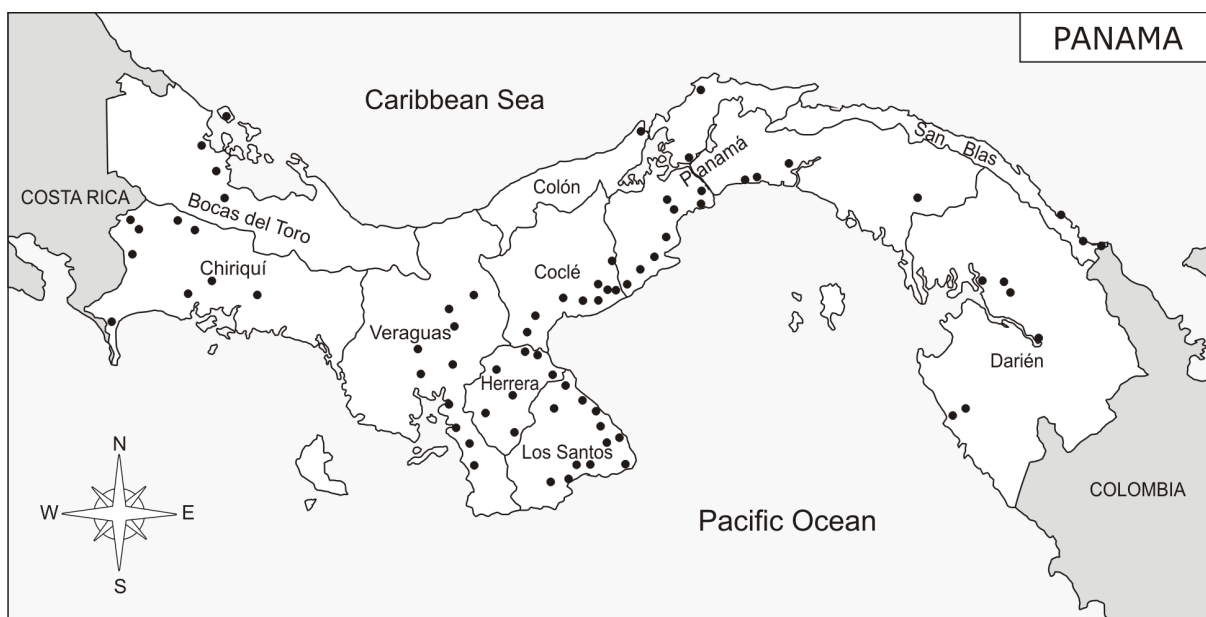 PANAMA
Caribbean Sea
San Blas
Panamá
COSTA RICA
Colón
Bocas del Toro
Chiriquí
Coclé
Veraguas
Darién
Herrera
Los Santos
N
W
E
S
COLOMBIA
Pacific Ocean